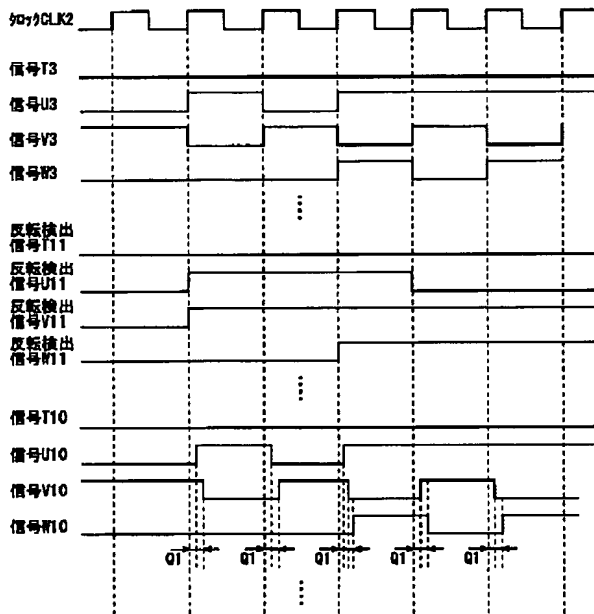 クロックCLK2
信号T3
信号U3
信号V3
信号W3
反転検出
信号T11
反転検出
信号U11
反転検出
信号V11
反転検出
信号W11
信号T10
信号U10
信号V10
信号W10
Q1 Q1 Q1 Q1 Q1